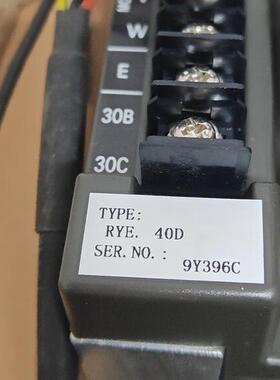 W
E
30B
30C
TYPE:
RYE. 40D
SER.NO.:
9Y396C